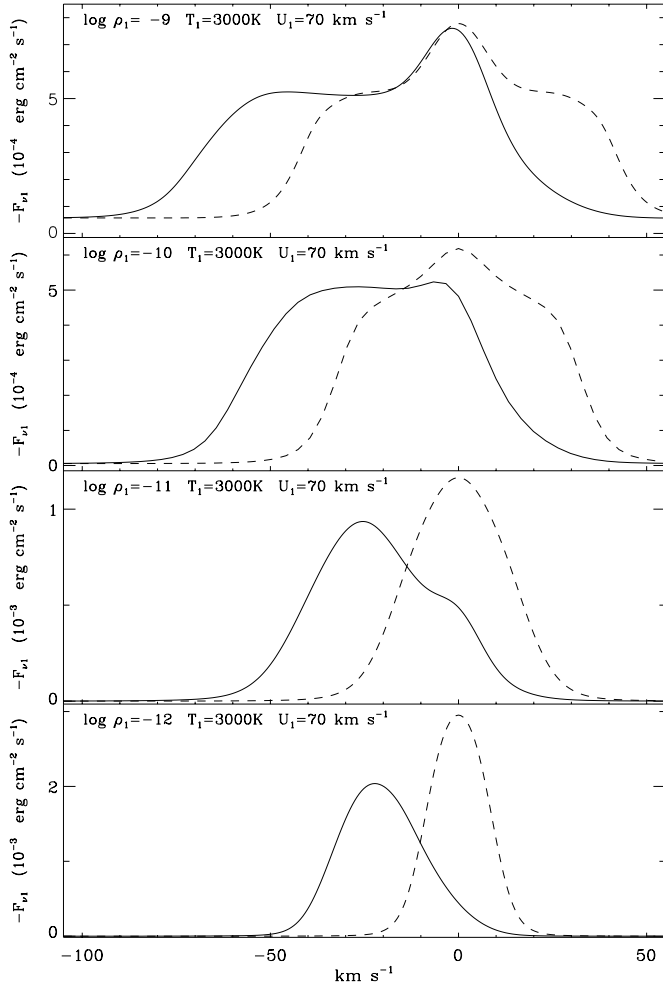 log ρ₁= −9 T₁=3000K U₁=70 km s⁻¹
−Fν₁ (10⁻⁴ erg cm⁻² s⁻¹)
5
0
log ρ₁=−10 T₁=3000K U₁=70 km s⁻¹
−Fν₁ (10⁻⁴ erg cm⁻² s⁻¹)
5
0
log ρ₁=−11 T₁=3000K U₁=70 km s⁻¹
−Fν₁ (10⁻³ erg cm⁻² s⁻¹)
1
0
log ρ₁=−12 T₁=3000K U₁=70 km s⁻¹
−Fν₁ (10⁻³ erg cm⁻² s⁻¹)
2
0
−100 −50 0 50
km s⁻¹